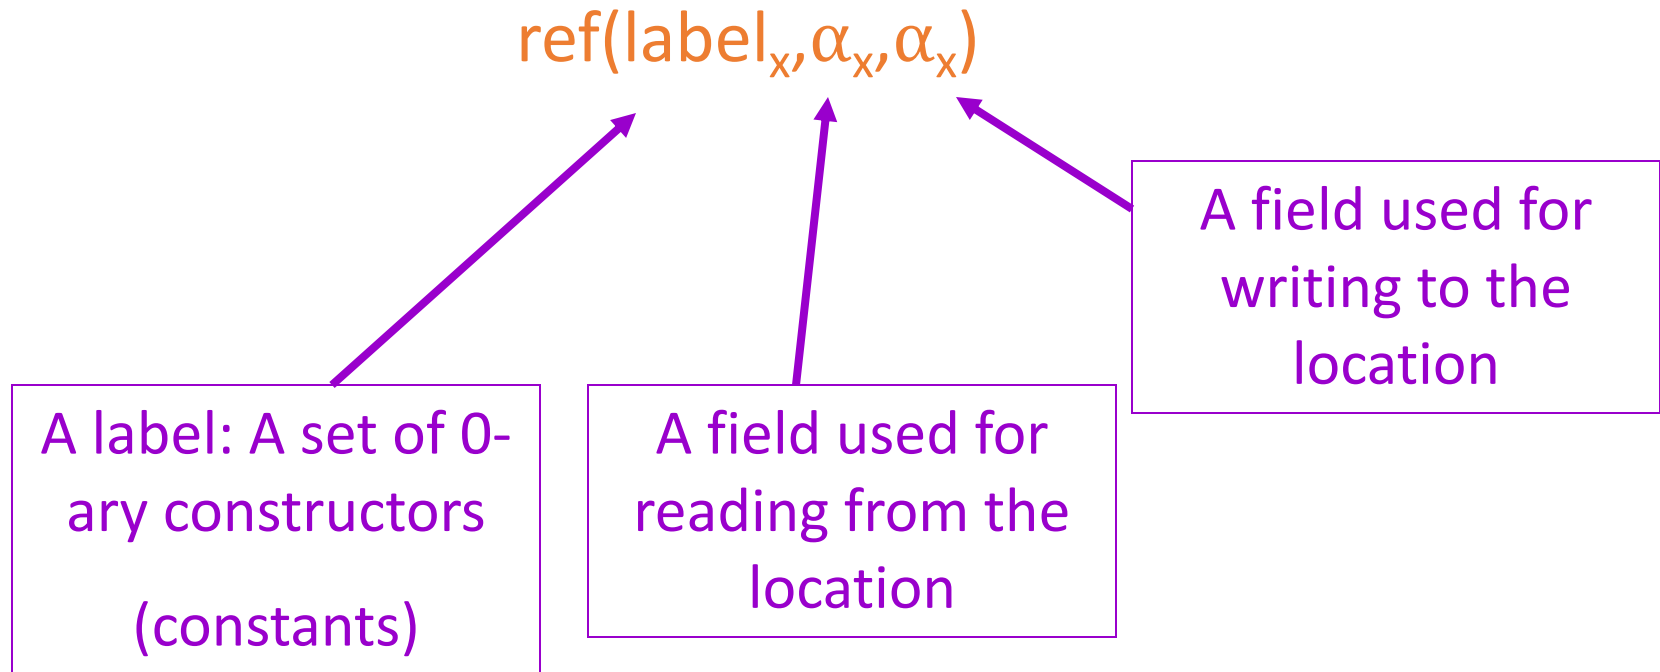 ref(labelₓ,αₓ,αₓ)
A field used for
writing to the
location
A label: A set of 0-
ary constructors
(constants)
A field used for
reading from the
location